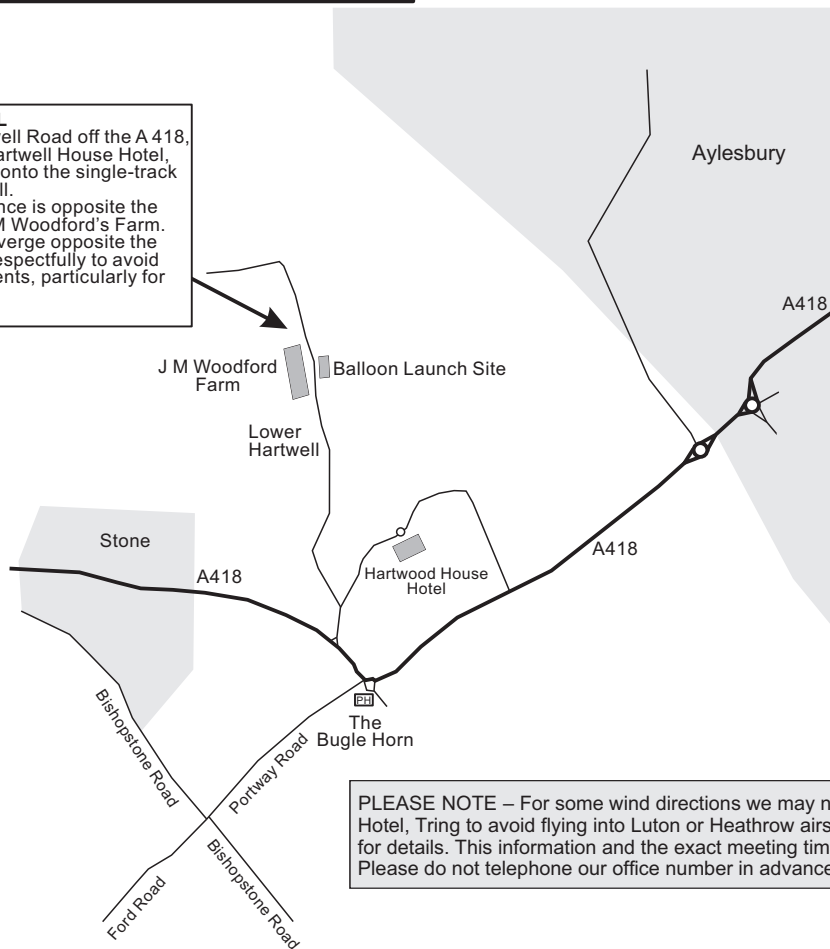 Aylesbury
L
ell Road off the A 418,
artwell House Hotel,
onto the single-track
ll.
nce is opposite the
M Woodford's Farm.
verge opposite the
espectfully to avoid
ents, particularly for
A418
J M Woodford
Farm
Balloon Launch Site
Lower
Hartwell
Stone
A418
A418
Hartwood House
Hotel
PH
The
Bugle Horn
Bishopstone Road
Portway Road
Ford Road
Bishopstone Road
PLEASE NOTE – For some wind directions we may n
Hotel, Tring to avoid flying into Luton or Heathrow airs
for details. This information and the exact meeting tim
Please do not telephone our office number in advance